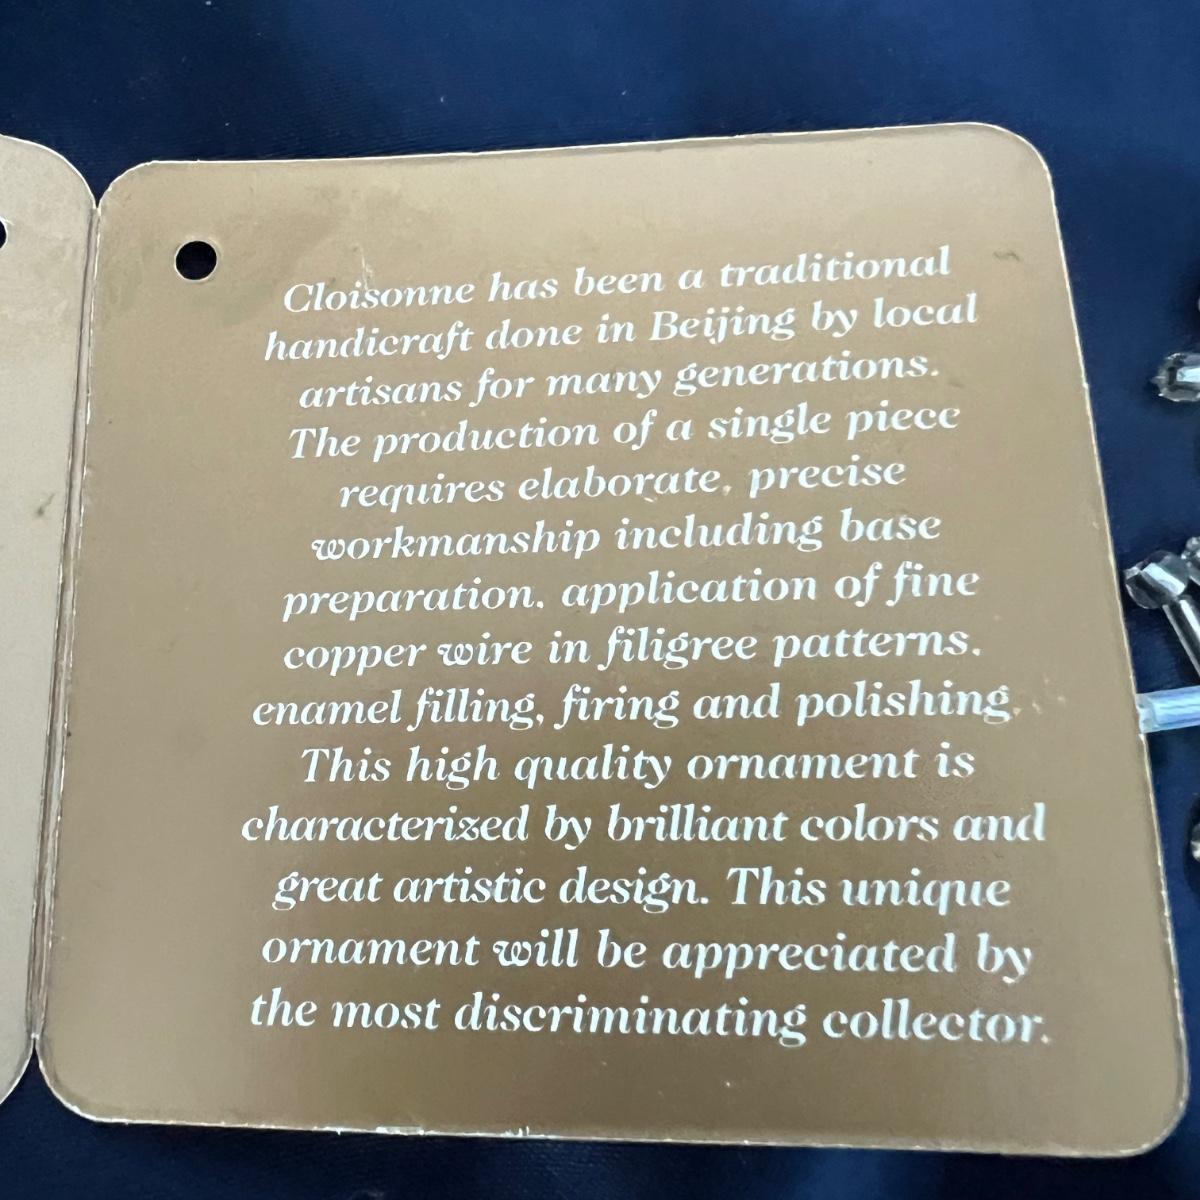 Cloisonne has been a traditional
handicraft done in Beijing by local
artisans for many generations.
The production of a single piece
requires elaborate, precise
workmanship including base
preparation, application of fine
copper wire in filigree patterns,
enamel filling, firing and polishing.
This high quality ornament is
characterized by brilliant colors and
great artistic design. This unique
ornament will be appreciated by
the most discriminating collector.